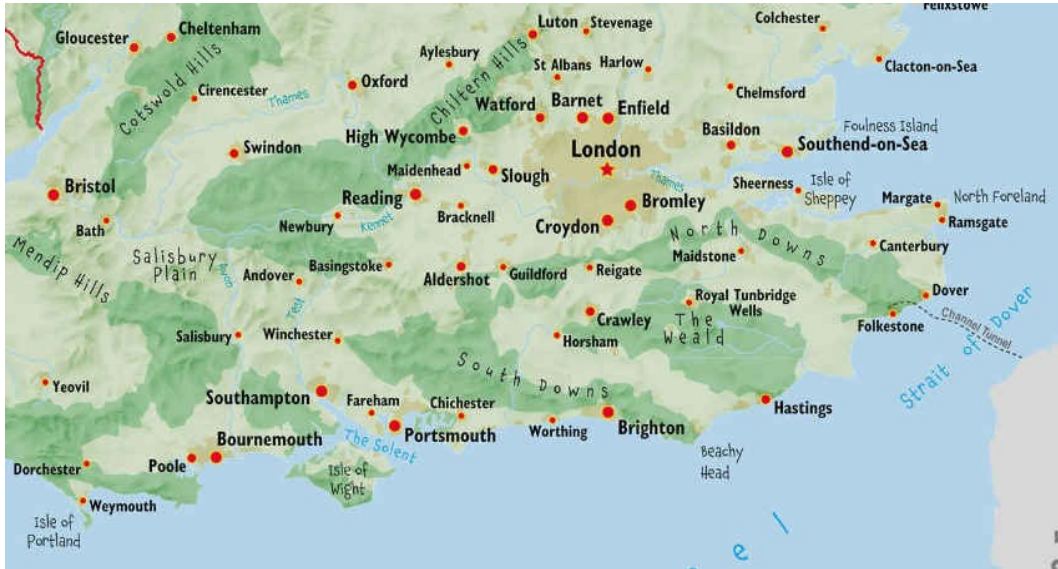 Felixstowe
Luton
Stevenage
Colchester
Cheltenham
Gloucester
Aylesbury
St Albans
Harlow
Clacton-on-Sea
Cotswold Hills
Cirencester
Thames
Oxford
Chiltern Hills
Watford
Barnet
Enfield
Chelmsford
High Wycombe
Basildon
Foulness Island
Swindon
London
Southend-on-Sea
Maidenhead
Slough
Thames
Sheerness
Isle of
Sheppey
Bristol
Reading
Bracknell
Bromley
Margate
North Foreland
Bath
Newbury
Kennet
Croydon
Ramsgate
Mendip Hills
Salisbury
Plain
Avon
Andover
Basingstoke
Aldershot
Guildford
Reigate
North Downs
Maidstone
Canterbury
Test
Royal Tunbridge
Wells
Dover
Crawley
The
Weald
Folkestone
Channel Tunnel
Strait of Dover
Salisbury
Winchester
Horsham
South Downs
Yeovil
Southampton
Fareham
Chichester
Hastings
Portsmouth
Worthing
Brighton
Bournemouth
The Solent
Beachy
Head
Dorchester
Poole
Isle of
Wight
Weymouth
Isle of
Portland
e l